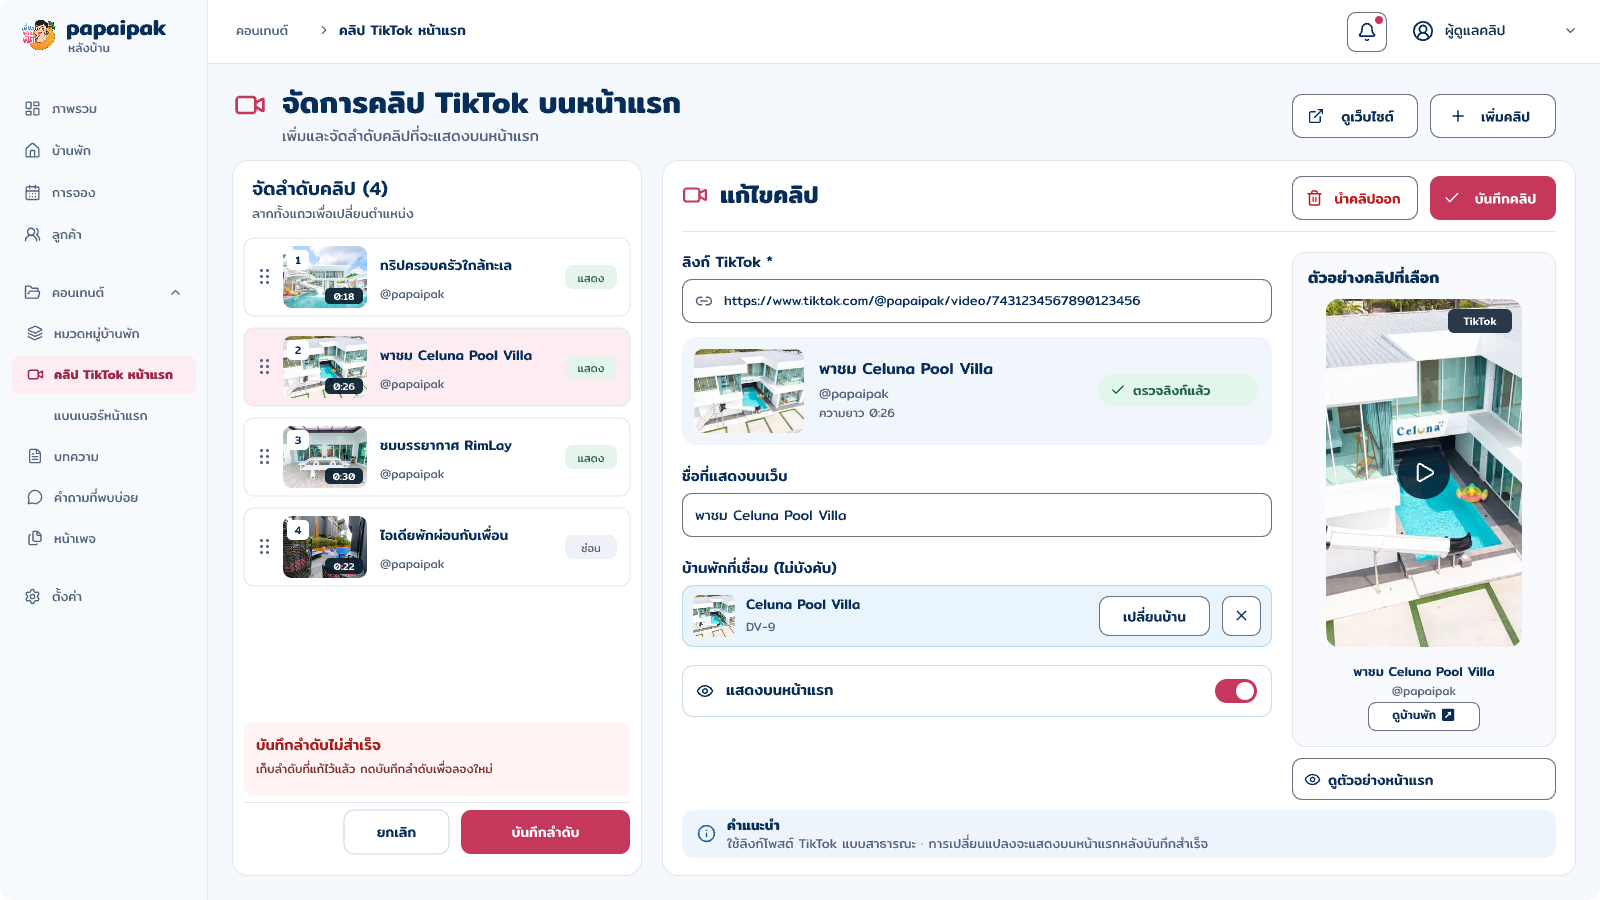 papaipak
หลังบ้าน
ภาพรวม
บ้านพัก
การจอง
ลูกค้า
คอนเทนต์
หมวดหมู่บ้านพัก
คลิป TikTok หน้าแรก
แบนเนอร์หน้าแรก
บทความ
คำถามที่พบบ่อย
หน้าเพจ
ตั้งค่า
คอนเทนต์ > คลิป TikTok หน้าแรก
ผู้ดูแลคลิป
จัดการคลิป TikTok บนหน้าแรก
เพิ่มและจัดลำดับคลิปที่จะแสดงบนหน้าแรก
ดูเว็บไซต์
เพิ่มคลิป
จัดลำดับคลิป (4)
ลากทั้งแถวเพื่อเปลี่ยนตำแหน่ง
1
0:18
ทริปครอบครัวใกล้ทะเล
@papaipak
แสดง
2
0:26
พาชม Celuna Pool Villa
@papaipak
แสดง
3
0:30
ชมบรรยากาศ RimLay
@papaipak
แสดง
4
0:22
ไอเดียพักผ่อนกับเพื่อน
@papaipak
ซ่อน
บันทึกลำดับไม่สำเร็จ
เก็บลำดับที่แก้ไว้แล้ว กดบันทึกลำดับเพื่อลองใหม่
ยกเลิก
บันทึกลำดับ
แก้ไขคลิป
นำคลิปออก
บันทึกคลิป
ลิงก์ TikTok *
https://www.tiktok.com/@papaipak/video/7431234567890123456
พาชม Celuna Pool Villa
@papaipak
ความยาว 0:26
ตรวจลิงก์แล้ว
ชื่อที่แสดงบนเว็บ
พาชม Celuna Pool Villa
บ้านพักที่เชื่อม (ไม่บังคับ)
Celuna Pool Villa
DV-9
เปลี่ยนบ้าน
แสดงบนหน้าแรก
ตัวอย่างคลิปที่เลือก
TikTok
Celuna
พาชม Celuna Pool Villa
@papaipak
ดูบ้านพัก
ดูตัวอย่างหน้าแรก
คำแนะนำ
ใช้ลิงก์โพสต์ TikTok แบบสาธารณะ · การเปลี่ยนแปลงจะแสดงบนหน้าแรกหลังบันทึกสำเร็จ